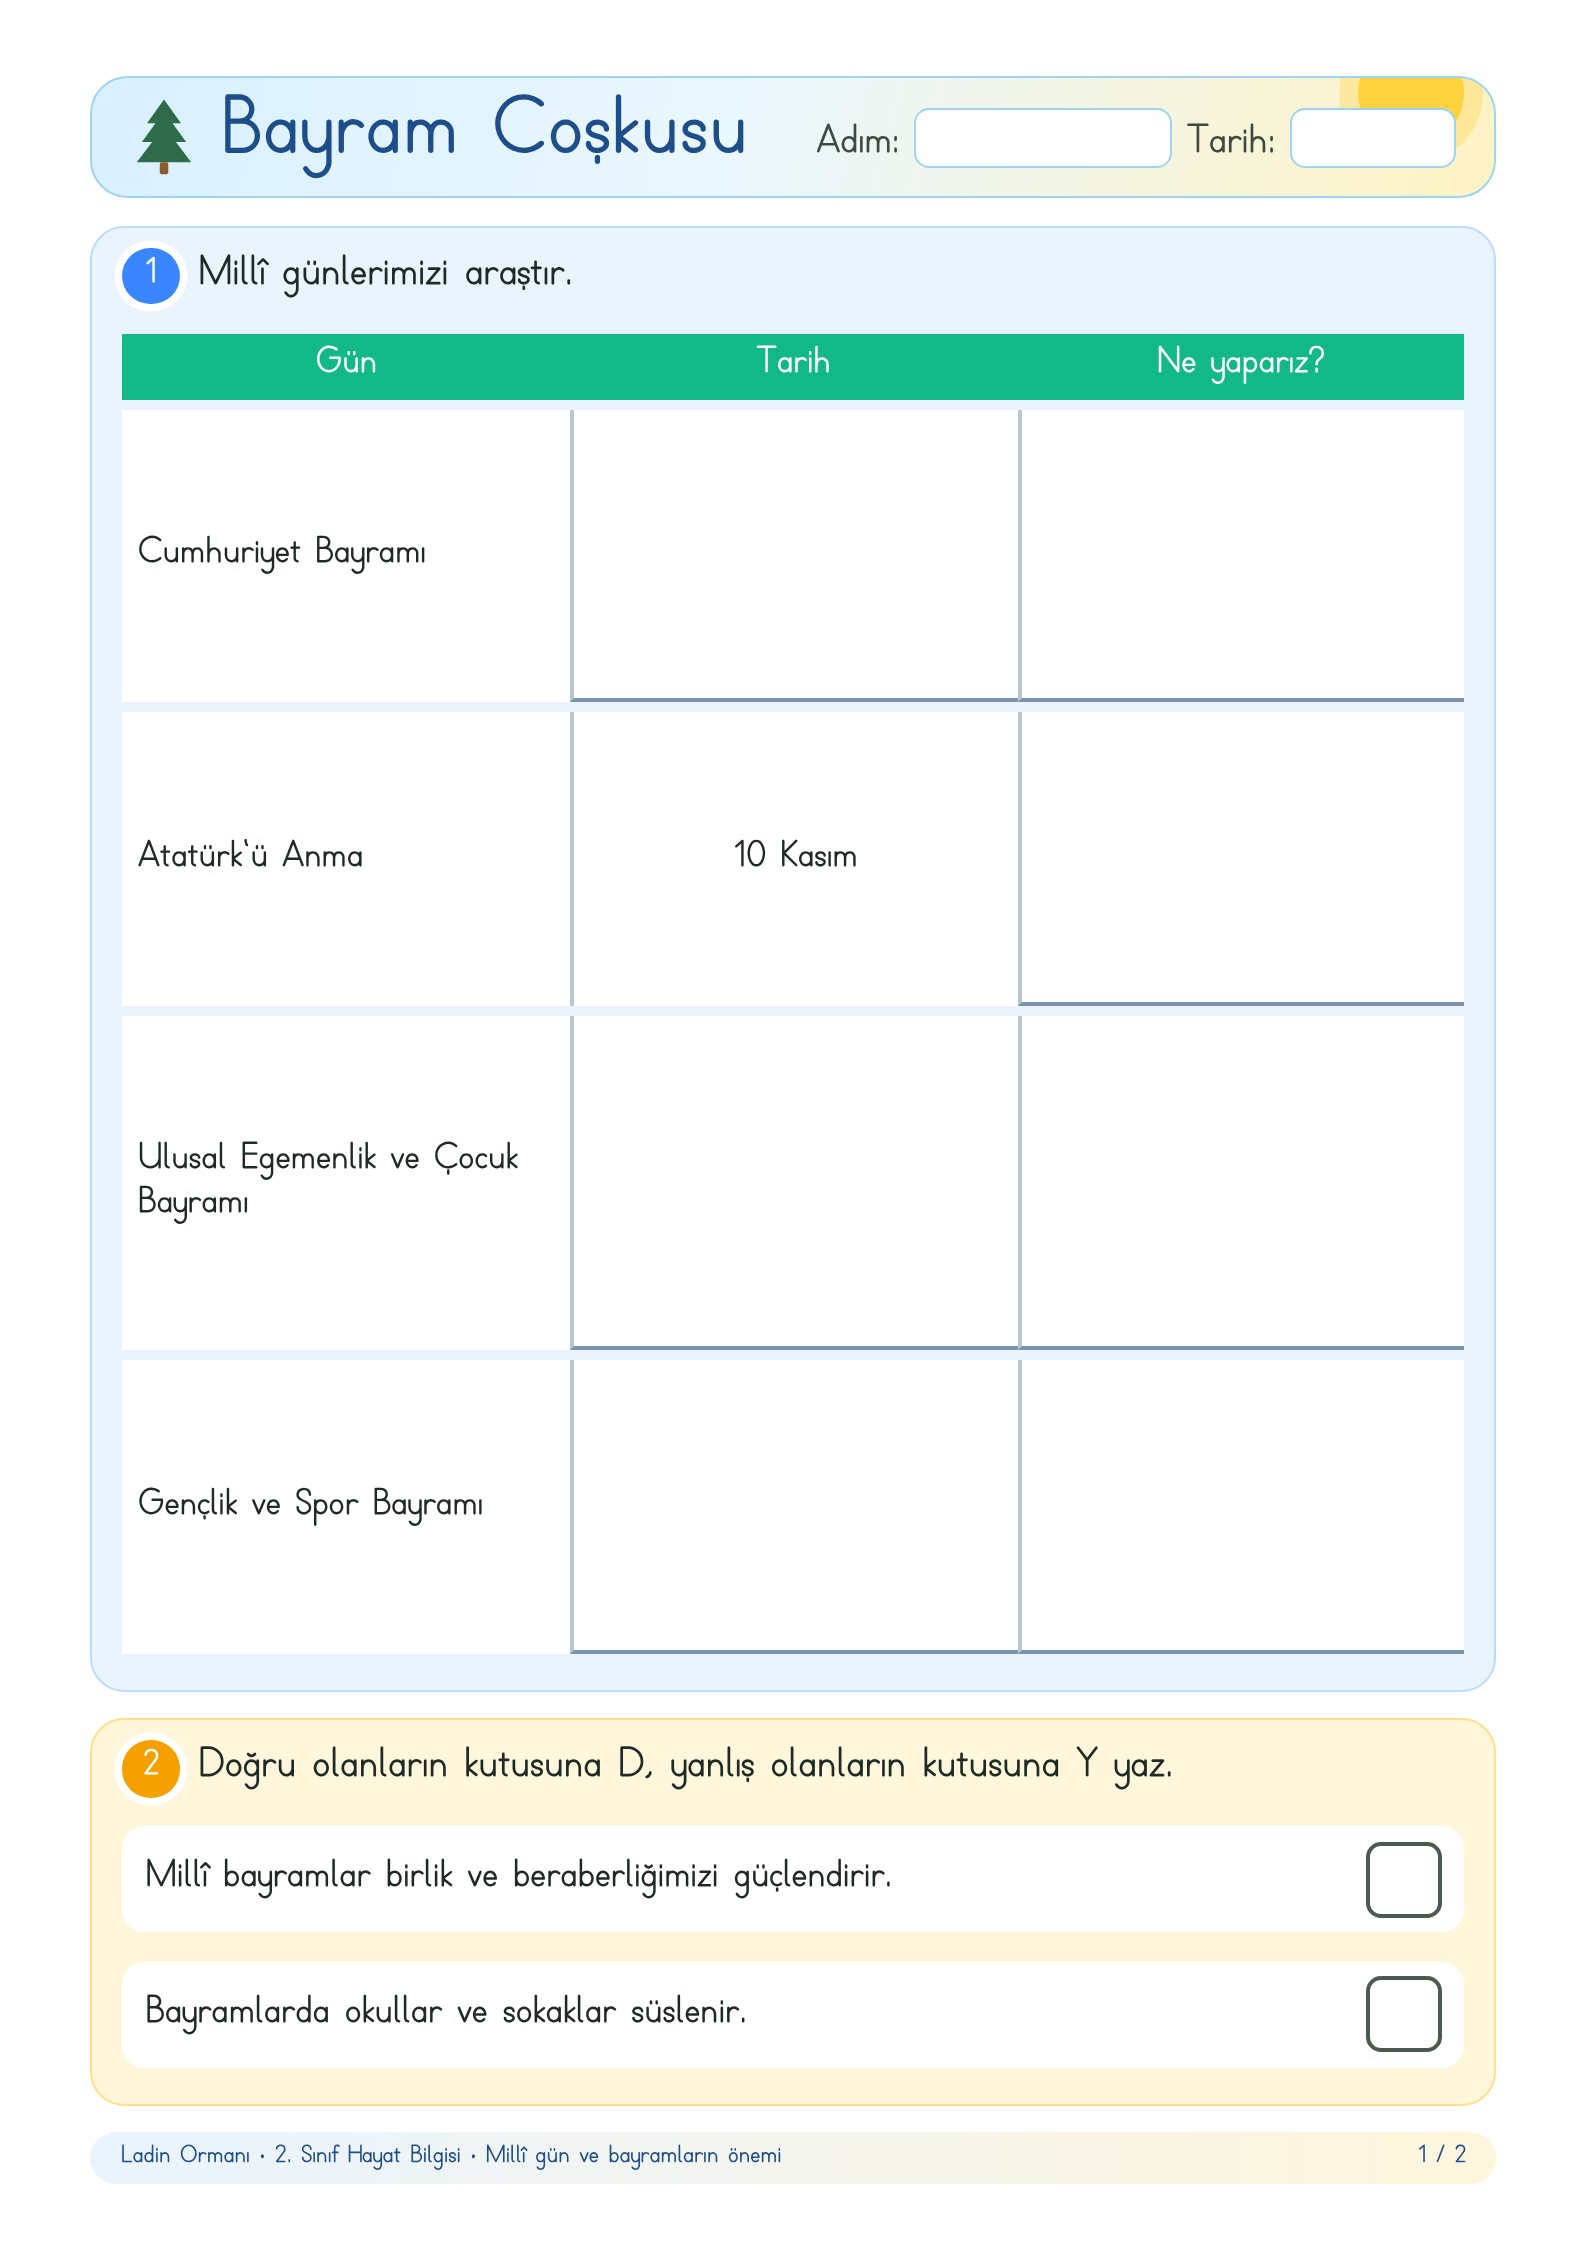 Bayram Coşkusu Adım: Tarih:
1 Millî günlerimizi araştır.
Gün Tarih Ne yaparız?
Cumhuriyet Bayramı
Atatürk'ü Anma 10 Kasım
Ulusal Egemenlik ve Çocuk
Bayramı
Gençlik ve Spor Bayramı
2 Doğru olanların kutusuna D, yanlış olanların kutusuna Y yaz.
Millî bayramlar birlik ve beraberliğimizi güçlendirir.
Bayramlarda okullar ve sokaklar süslenir.
Ladin Ormanı • 2. Sınıf Hayat Bilgisi • Millî gün ve bayramların önemi 1 / 2